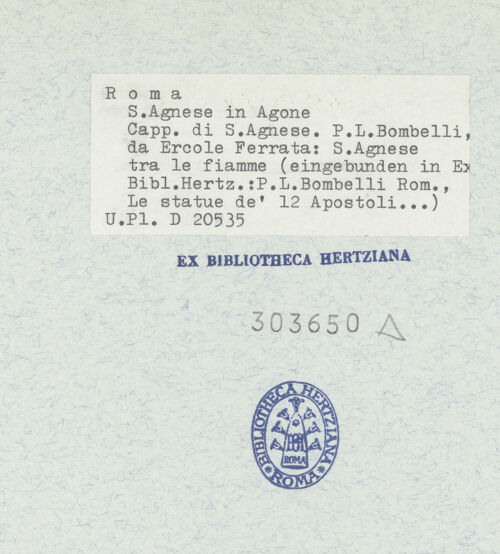 R o m a
S.Agnese in Agone
Capp. di S.Agnese. P.L.Bombelli,
da Ercole Ferrata: S.Agnese
tra le fiamme (eingebunden in Ex
Bibl.Hertz.:P.L.Bombelli Rom.,
Le statue de' 12 Apostoli...)
U.Pl. D 20535
EX BIBLIOTHECA HERTZIANA
303650
BIBLIOTHECA HERTZIANA
ROMA
ROMA